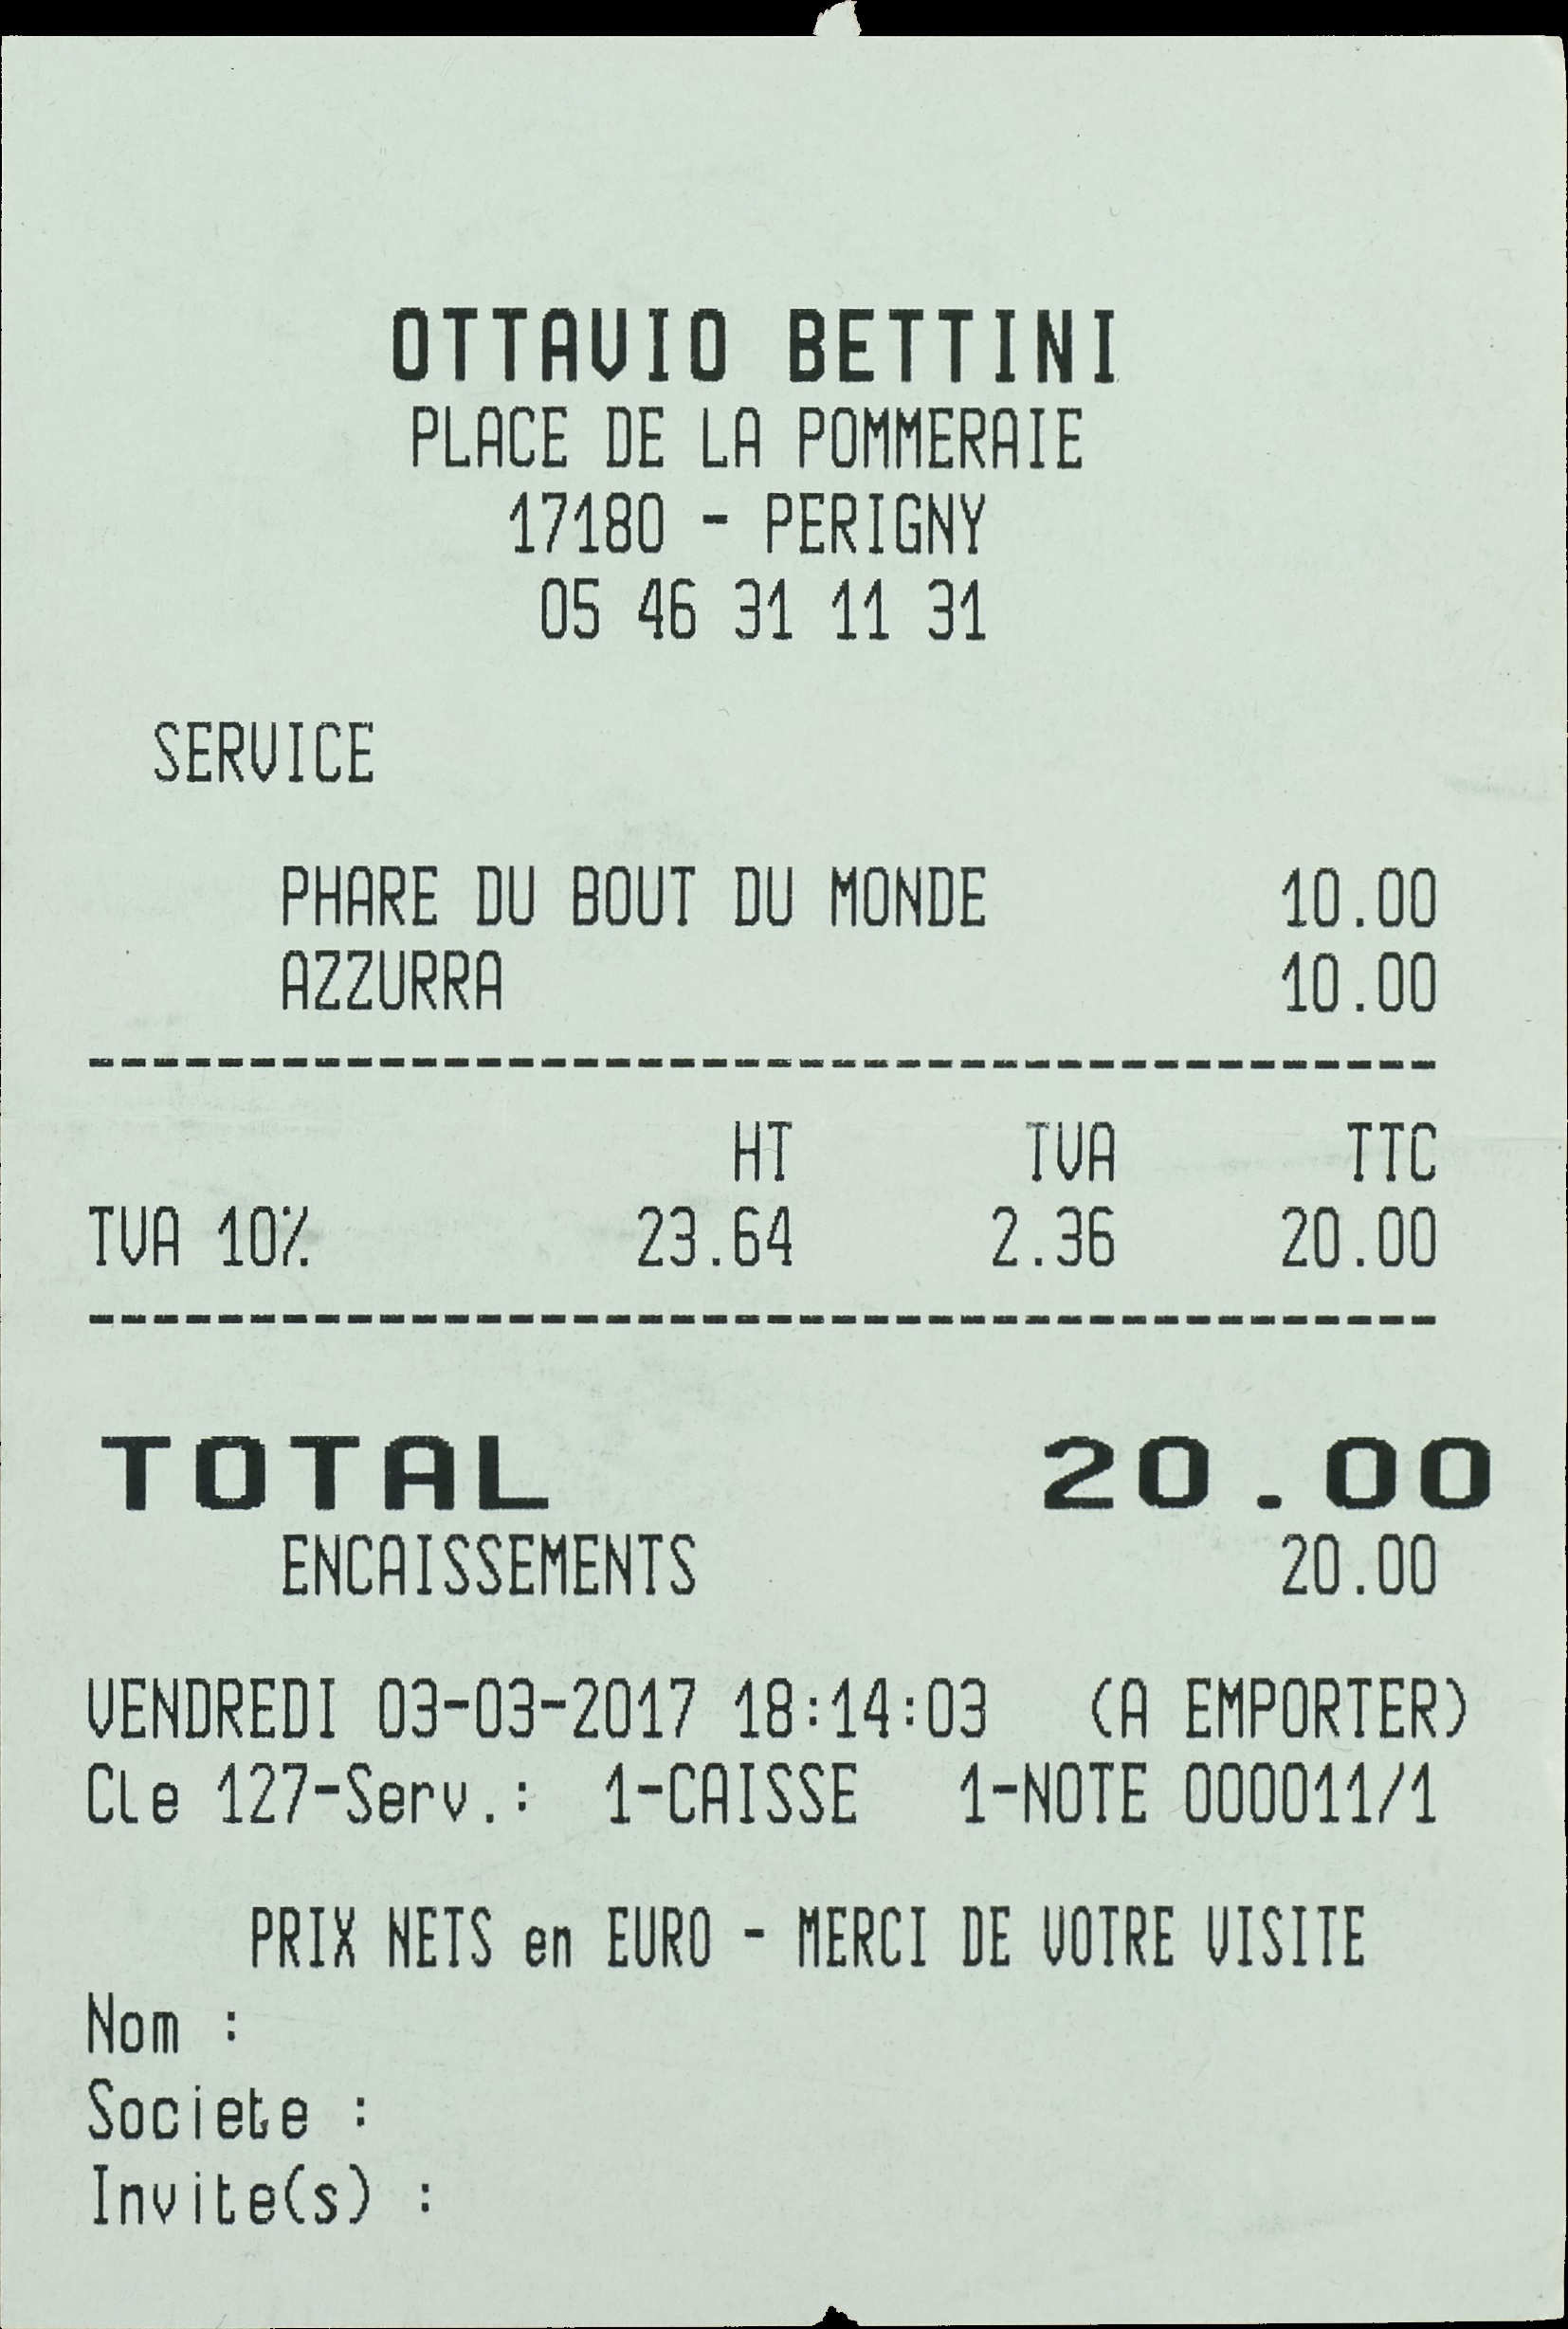 OTTAVIO BETTINI
PLACE DE LA POMMERAIE
17180 - PERIGNY
05 46 31 11 31
SERVICE
PHARE DU BOUT DU MONDE 10.00
AZZURRA 10.00
------------------------------------------
HT TVA TTC
TVA 10% 23.64 2.36 20.00
------------------------------------------
TOTAL 20.00
ENCAISSEMENTS 20.00
VENDREDI 03-03-2017 18:14:03 (A EMPORTER)
Cle 127-Serv.: 1-CAISSE 1-NOTE 000011/1
PRIX NETS en EURO - MERCI DE VOTRE VISITE
Nom :
Societe :
Invite(s) :